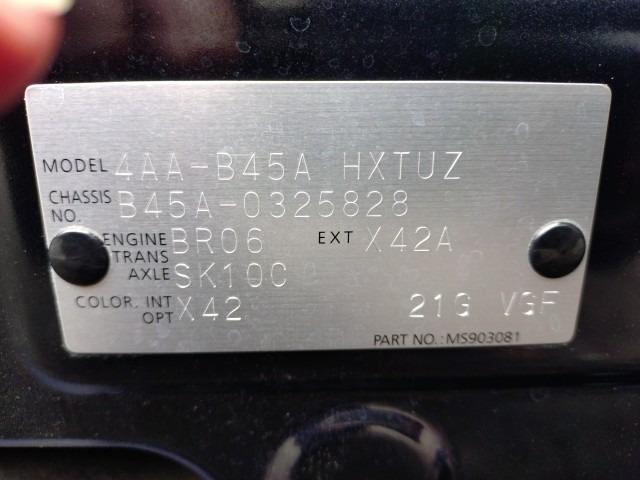 MODEL 4AA-B45A HXTUZ
CHASSIS NO. B45A-0325828
ENGINE BR06 EXT X42A
TRANS AXLE SK10C
COLOR. INT OPT X42 21G VGF
PART NO.: MS903081